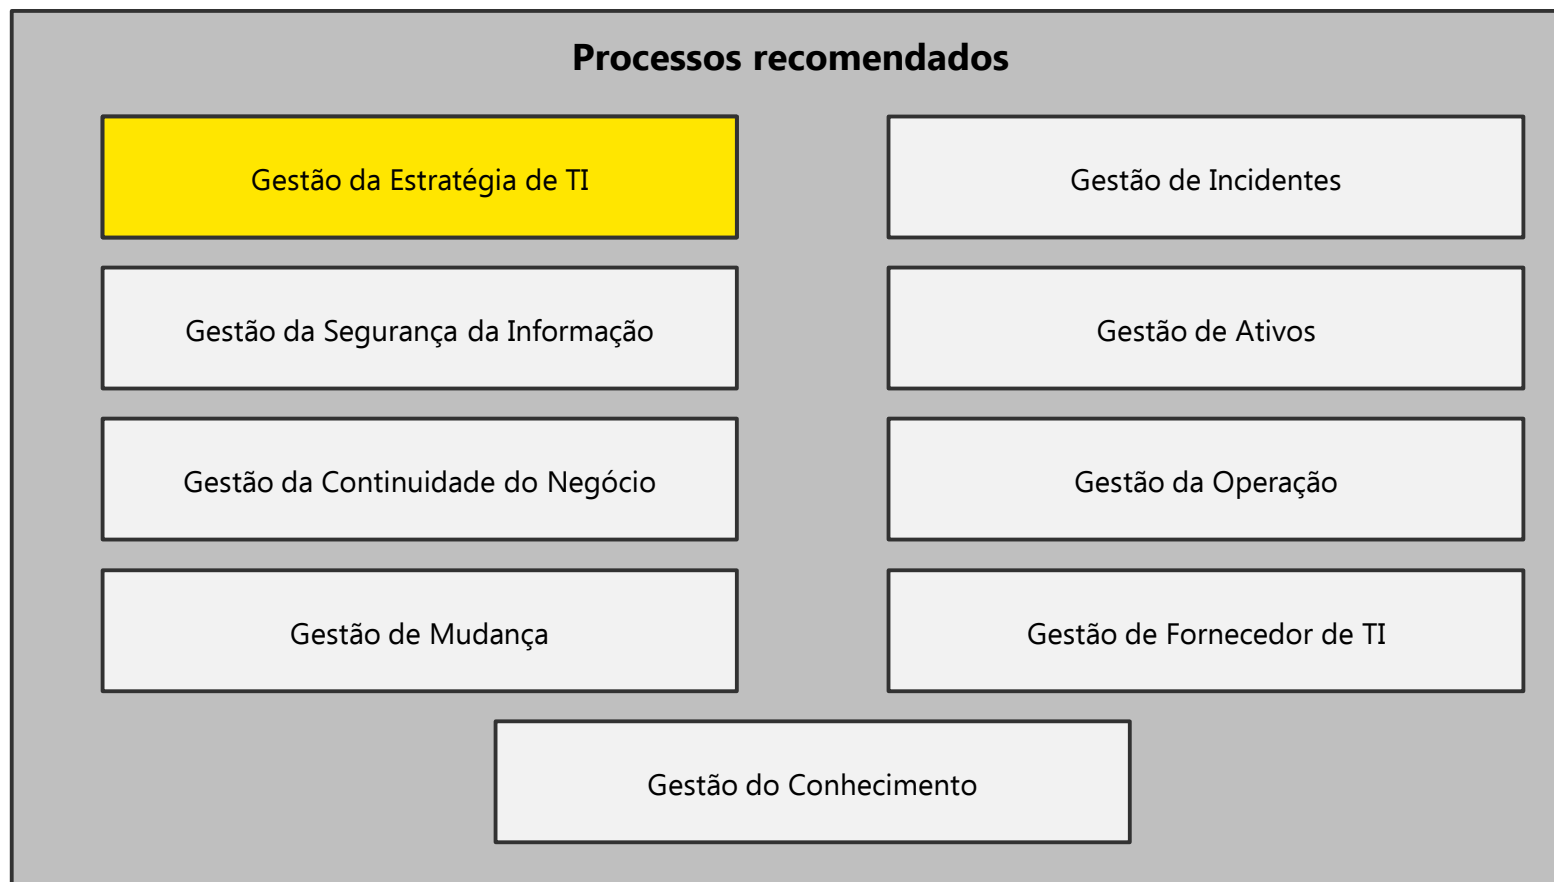 Processos recomendados
Gestão da Estratégia de TI
Gestão de Incidentes
Gestão da Segurança da Informação
Gestão de Ativos
Gestão da Continuidade do Negócio
Gestão da Operação
Gestão de Mudança
Gestão de Fornecedor de TI
Gestão do Conhecimento